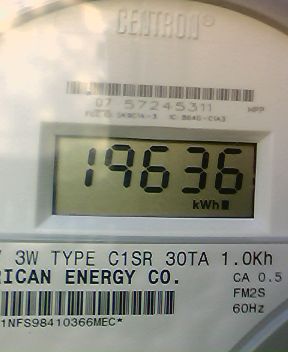 CENTRON®
07 57245311 MPP
19636
kWh
3W TYPE C1SR 30TA 1.0Kh
RICAN ENERGY CO. CA 0.5
FM2S
1NFS98410366MEC* 60Hz